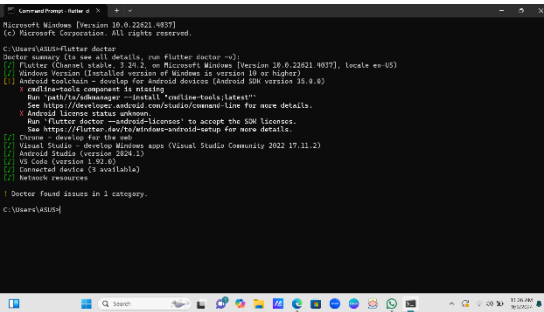 Command Prompt - flutter d
Microsoft Windows [Version 10.0.22621.4037]
(c) Microsoft Corporation. All rights reserved.
C:\Users\ASUS>flutter doctor
Doctor summary (to see all details, run flutter doctor -v):
[√] Flutter (Channel stable, 3.24.2, on Microsoft Windows [Version 10.0.22621.4037], locale en-US)
[√] Windows Version (Installed version of Windows is version 10 or higher)
[!] Android toolchain - develop for Android devices (Android SDK version 35.0.0)
X cmdline-tools component is missing
Run `path/to/sdkmanager --install "cmdline-tools;latest"`
See https://developer.android.com/studio/command-line for more details.
X Android license status unknown.
Run `flutter doctor --android-licenses` to accept the SDK licenses.
See https://flutter.dev/to/windows-android-setup for more details.
[√] Chrome - develop for the web
[√] Visual Studio - develop Windows apps (Visual Studio Community 2022 17.11.2)
[√] Android Studio (version 2024.1)
[√] VS Code (version 1.92.0)
[√] Connected device (3 available)
[√] Network resources
! Doctor found issues in 1 category.
C:\Users\ASUS>
Search